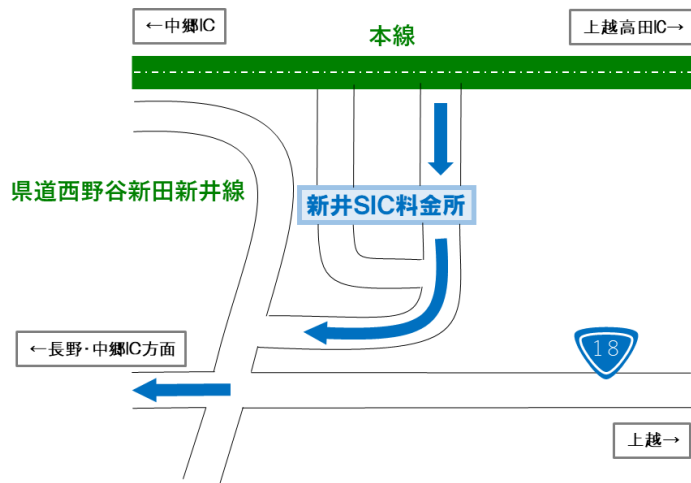 ←中郷IC
本線
上越高田IC→
県道西野谷新田新井線
新井SIC料金所
←長野・中郷IC方面
18
上越→